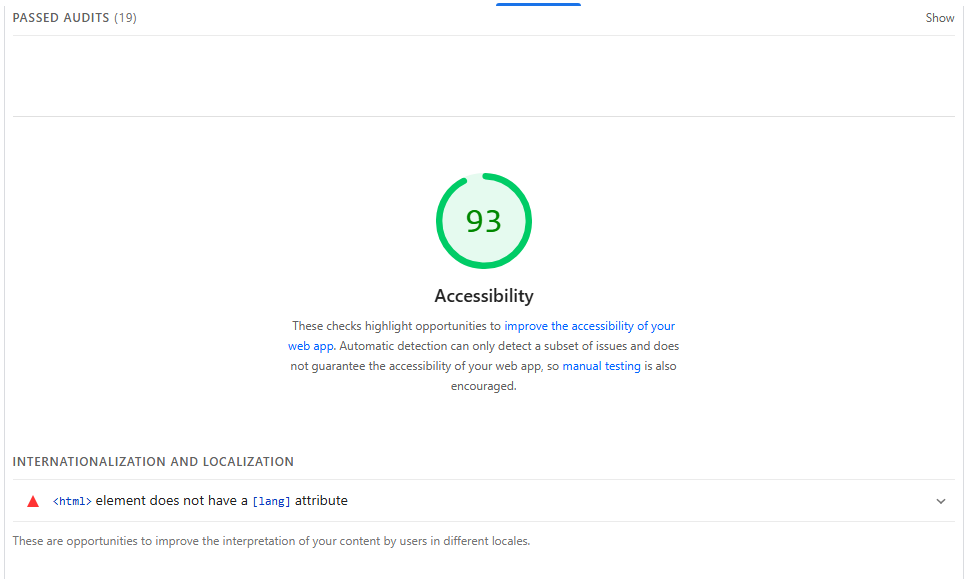 PASSED AUDITS (19) Show
93
Accessibility
These checks highlight opportunities to improve the accessibility of your
web app. Automatic detection can only detect a subset of issues and does
not guarantee the accessibility of your web app, so manual testing is also
encouraged.
INTERNATIONALIZATION AND LOCALIZATION
<html> element does not have a [lang] attribute
These are opportunities to improve the interpretation of your content by users in different locales.